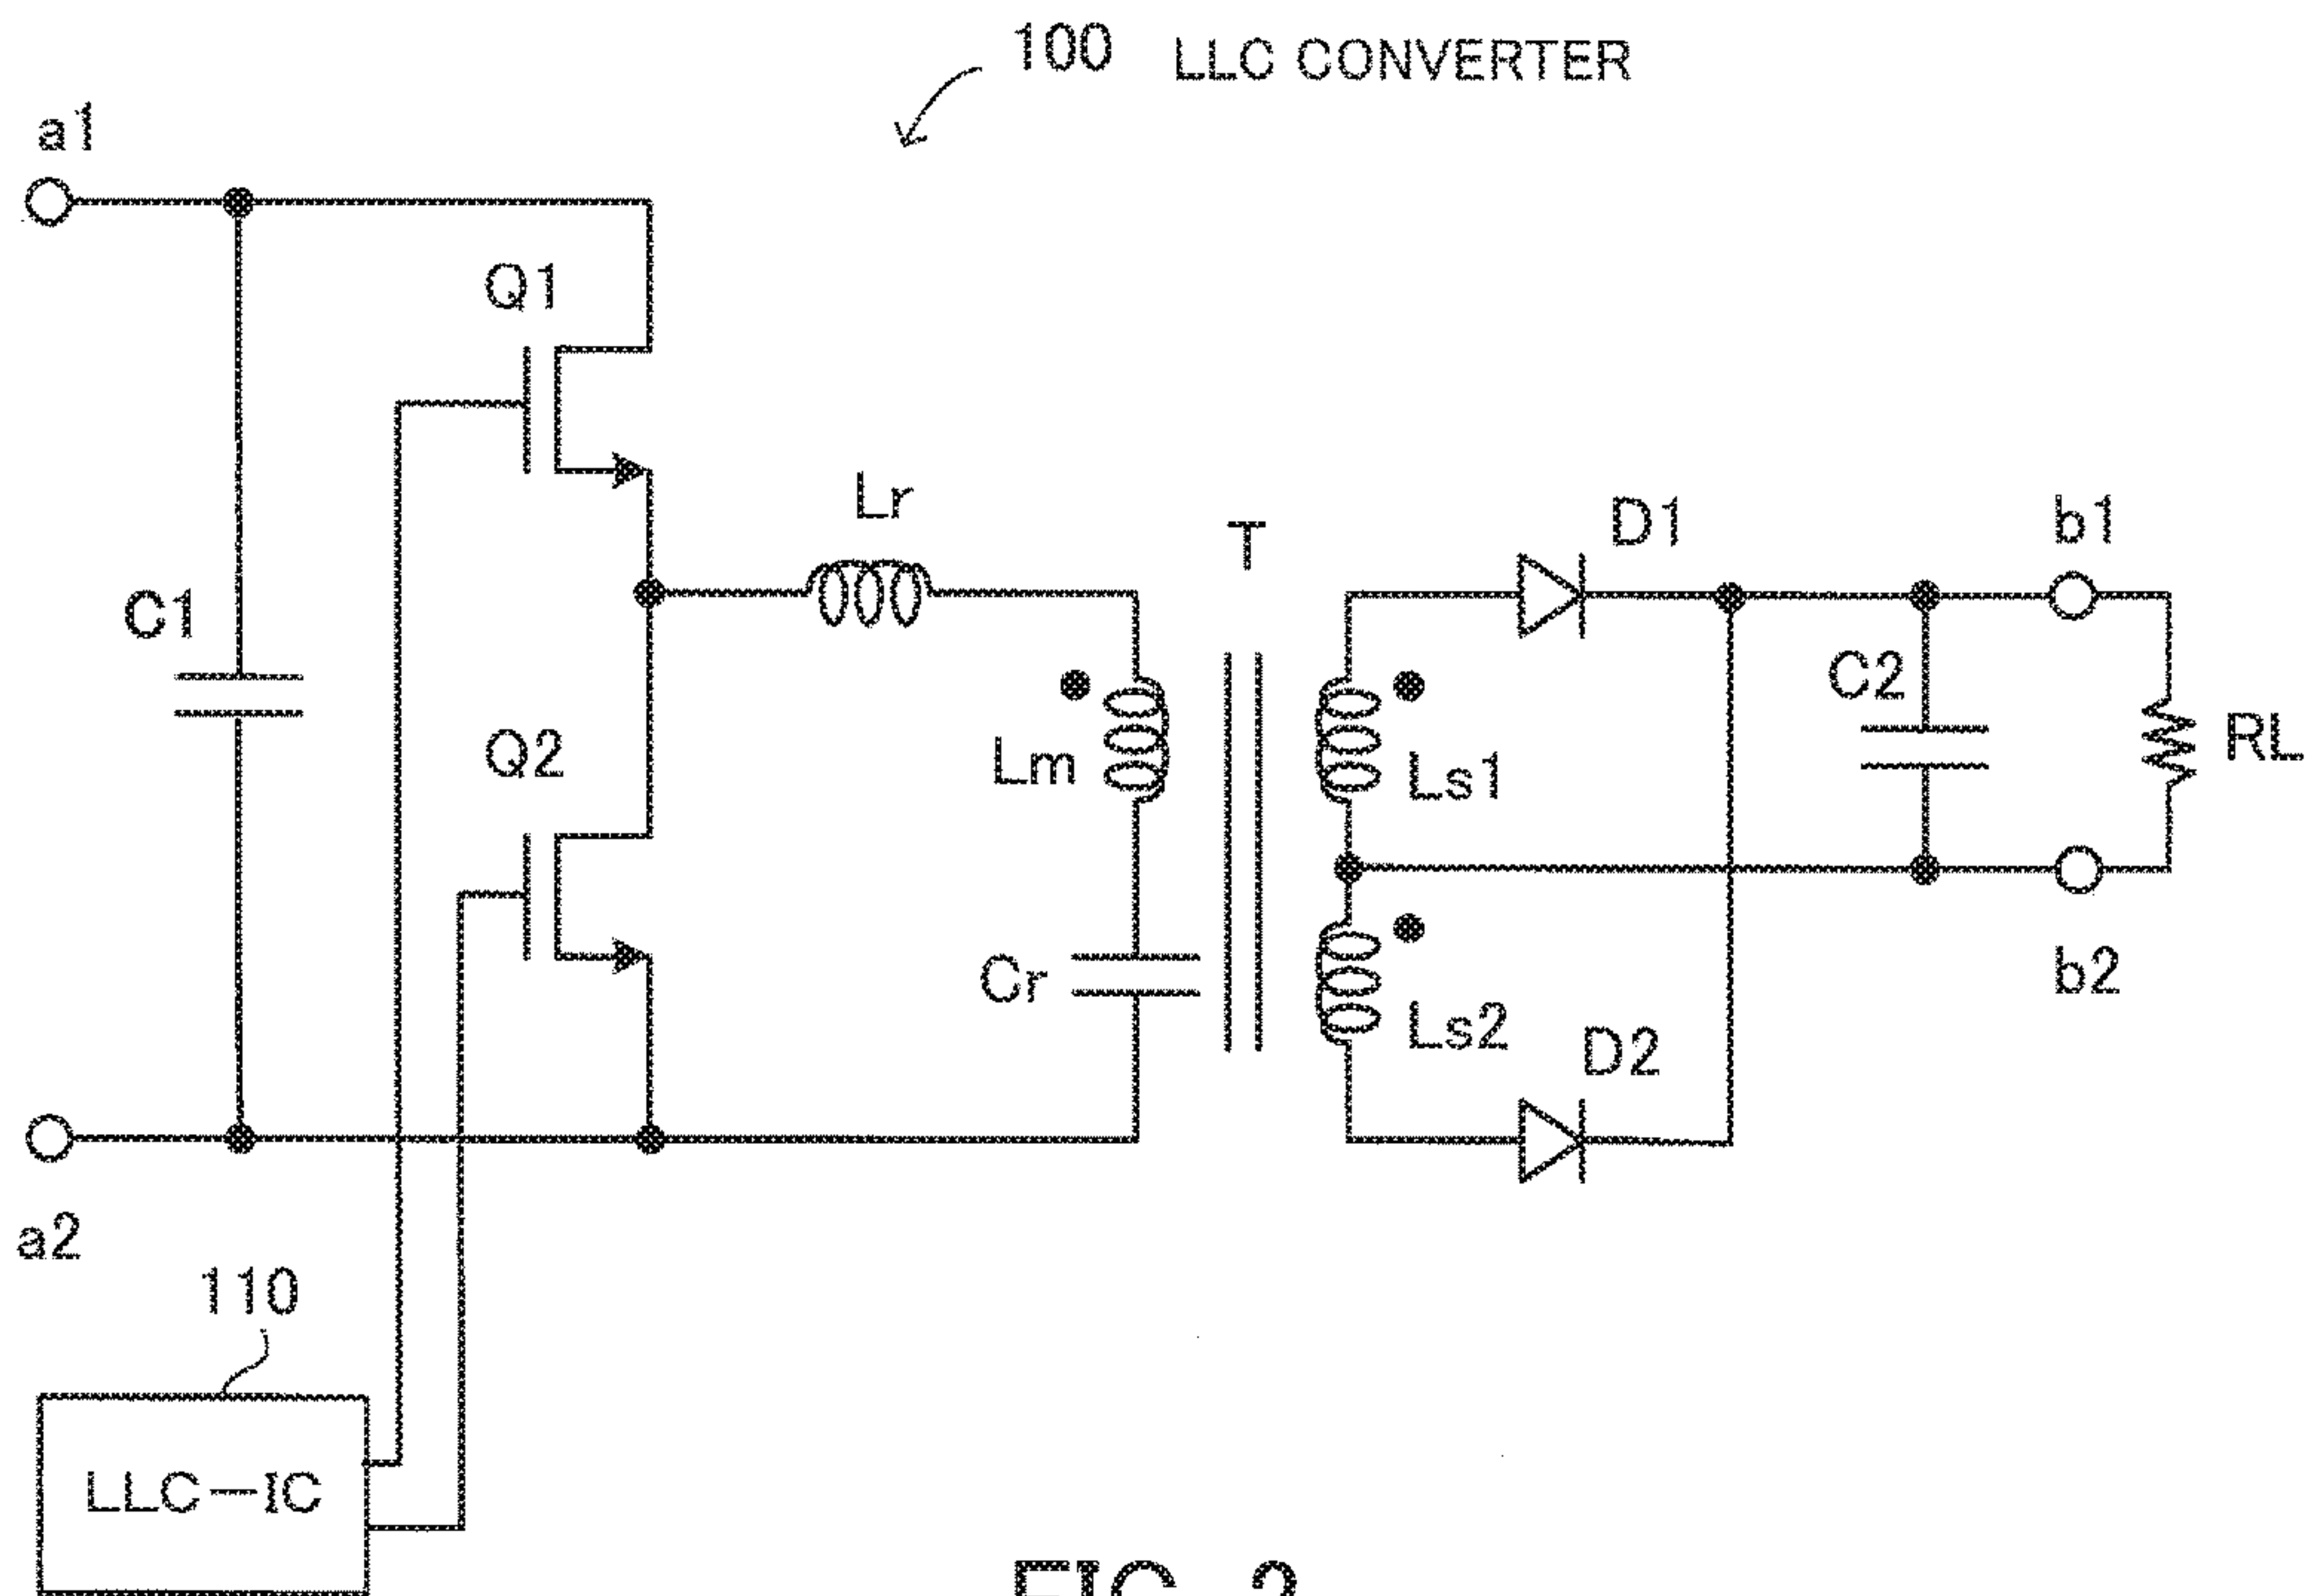 100 LLC CONVERTER
a1
Q1
Lr
T
D1
b1
C1
C2
Q2
Lm
Ls1
RL
Cr
Ls2
b2
D2
a2
110
LLC-IC